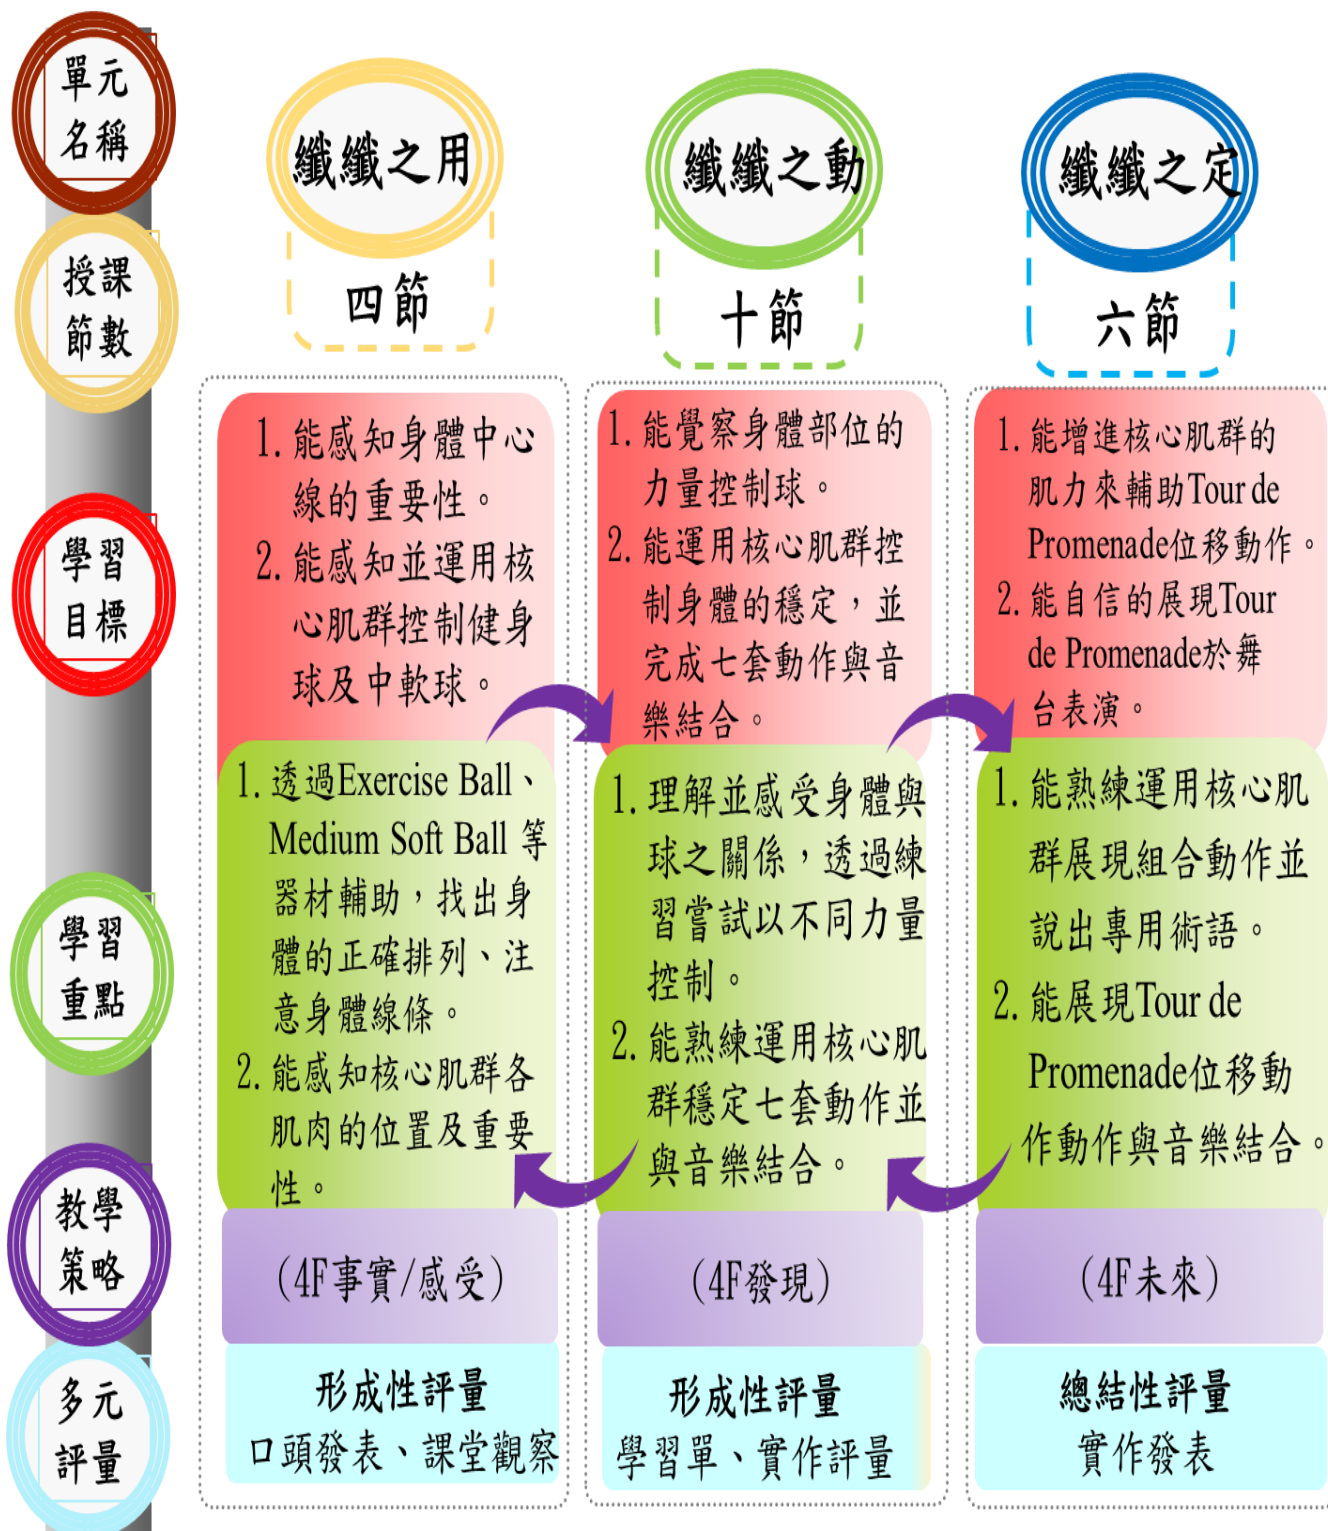 單元
名稱
纖纖之用
纖纖之動
纖纖之定
授課
節數
四節
十節
六節
學習
目標
1. 能感知身體中心
線的重要性。
2. 能感知並運用核
心肌群控制健身
球及中軟球。
1. 能覺察身體部位的
力量控制球。
2. 能運用核心肌群控
制身體的穩定，並
完成七套動作與音
樂結合。
1. 能增進核心肌群的
肌力來輔助Tour de
Promenade位移動作。
2. 能自信的展現Tour
de Promenade於舞
台表演。
學習
重點
1. 透過Exercise Ball、
Medium Soft Ball 等
器材輔助，找出身
體的正確排列、注
意身體線條。
2. 能感知核心肌群各
肌肉的位置及重要
性。
1. 理解並感受身體與
球之關係，透過練
習嘗試以不同力量
控制。
2. 能熟練運用核心肌
群穩定七套動作並
與音樂結合。
1. 能熟練運用核心肌
群展現組合動作並
說出專用術語。
2. 能展現Tour de
Promenade位移動
作動作與音樂結合。
教學
策略
(4F事實/感受)
(4F發現)
(4F未來)
多元
評量
形成性評量
口頭發表、課堂觀察
形成性評量
學習單、實作評量
總結性評量
實作發表